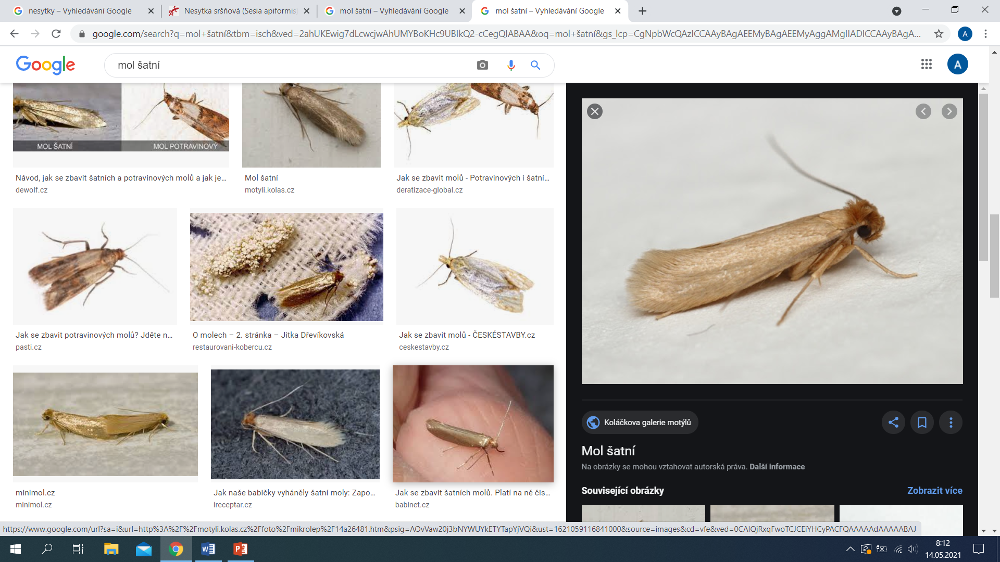 nesytky – Vyhledávání Google
Nesytka sršňová (Sesia apiformis)
mol šatní – Vyhledávání Google
mol šatní – Vyhledávání Google
google.com/search?q=mol+šatní&tbm=isch&ved=2ahUKEwig7dLcwcjwAhUMYBoKHc9UBIkQ2-cCegQIABAA&oq=mol+šatní&gs_lcp=CgNpbWcQAzICCAAyBAgAEEMyBAgAEEMyAggAMgIIADICCAAyBAgA...
A
Google
mol šatní
A
MOL ŠATNÍ
MOL POTRAVINOVÝ
Návod, jak se zbavit šatních a potravinových molů a jak je...
dewolf.cz
Mol šatní
motyli.kolas.cz
Jak se zbavit molů - Potravinových i šatní...
deratizace-global.cz
Jak se zbavit potravinových molů? Jděte n...
pasti.cz
O molech – 2. stránka – Jitka Dřevíkovská
restaurovani-kobercu.cz
Jak se zbavit molů - ČESKÉSTAVBY.cz
ceskestavby.cz
minimol.cz
minimol.cz
Jak naše babičky vyháněly šatní moly: Zapo...
ireceptar.cz
Jak se zbavit šatních molů. Platí na ně čis...
babinet.cz
Koláčkova galerie motýlů
Mol šatní
Na obrázky se mohou vztahovat autorská práva. Další informace
Související obrázky
Zobrazit více
https://www.google.com/url?sa=i&url=http%3A%2F%2Fmotyli.kolas.cz%2Ffoto%2Fmikrolep%2F14a26481.htm&psig=AOvVaw20j3bNYWUYkETYTapYjVQi&ust=1621059116841000&source=images&cd=vfe&ved=0CAIQjRxqFwoTCJCEiYHCyPACFQAAAAAdAAAAABAJ
8:12
14.05.2021